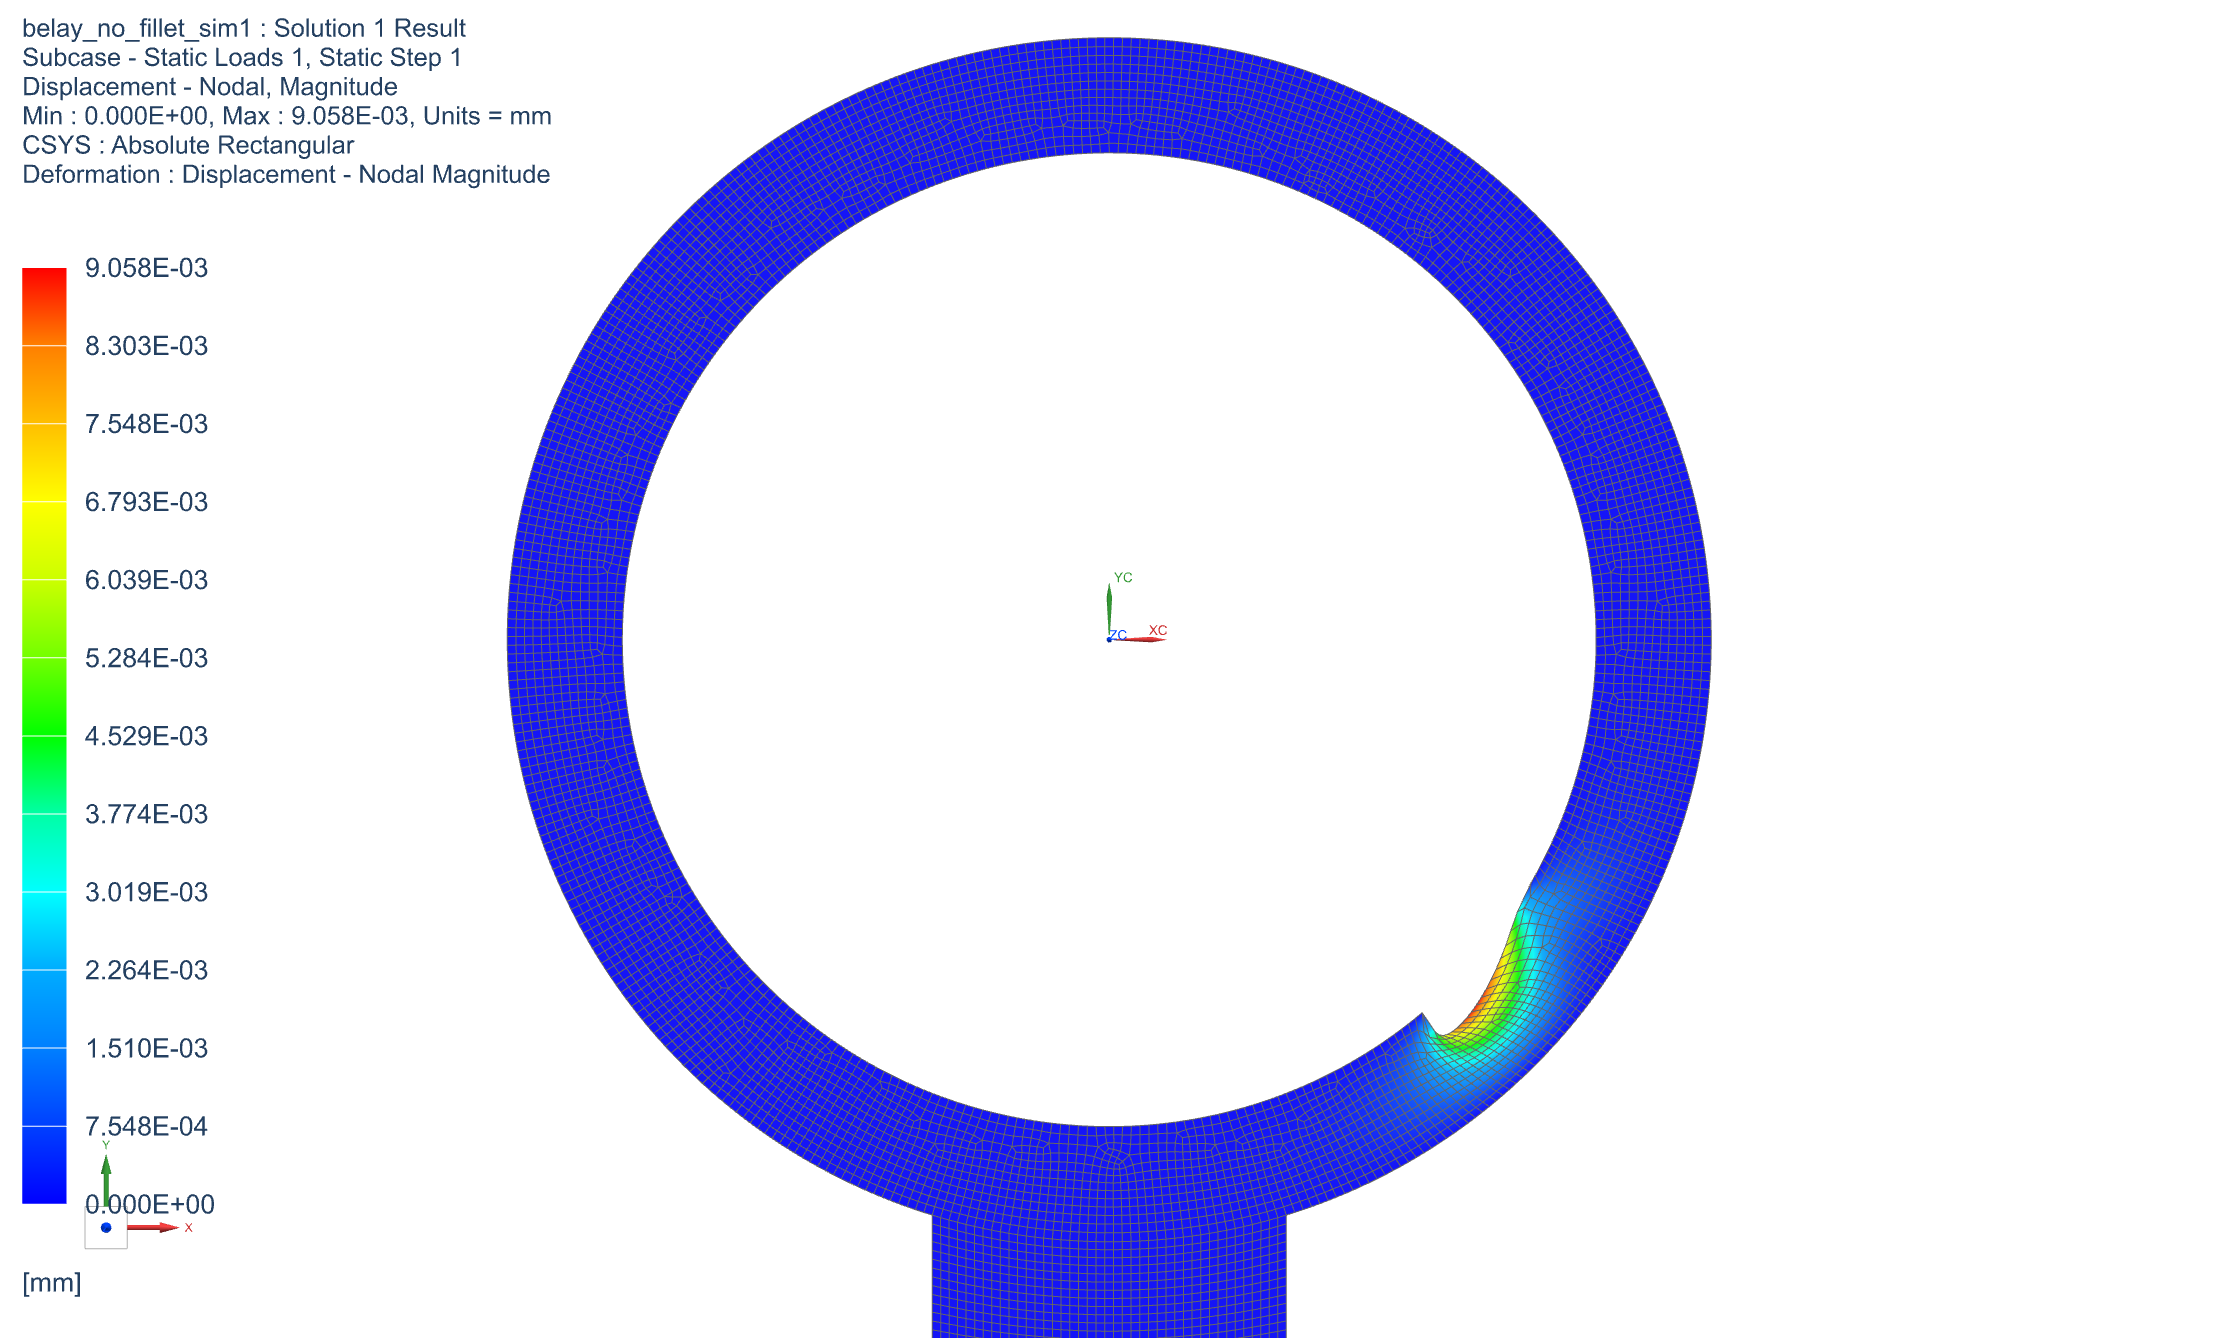 belay_no_fillet_sim1 : Solution 1 Result
Subcase - Static Loads 1, Static Step 1
Displacement - Nodal, Magnitude
Min : 0.000E+00, Max : 9.058E-03, Units = mm
CSYS : Absolute Rectangular
Deformation : Displacement - Nodal Magnitude
9.058E-03
8.303E-03
7.548E-03
6.793E-03
6.039E-03
5.284E-03
4.529E-03
3.774E-03
3.019E-03
2.264E-03
1.510E-03
7.548E-04
0.000E+00
Y
X
[mm]
YC
ZC
XC